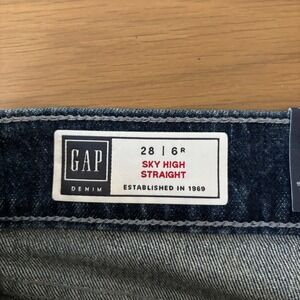 GAP
DENIM
28 | 6R
SKY HIGH
STRAIGHT
ESTABLISHED IN 1969